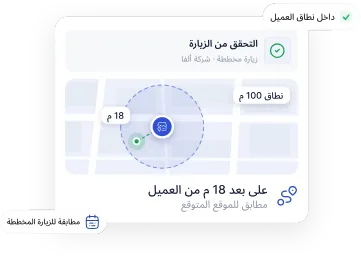 داخل نطاق العميل
التحقق من الزيارة
زيارة مخططة · شركة ألفا
نطاق 100 م
18 م
على بعد 18 م من العميل
مطابق للموقع المتوقع
مطابقة للزيارة المخططة